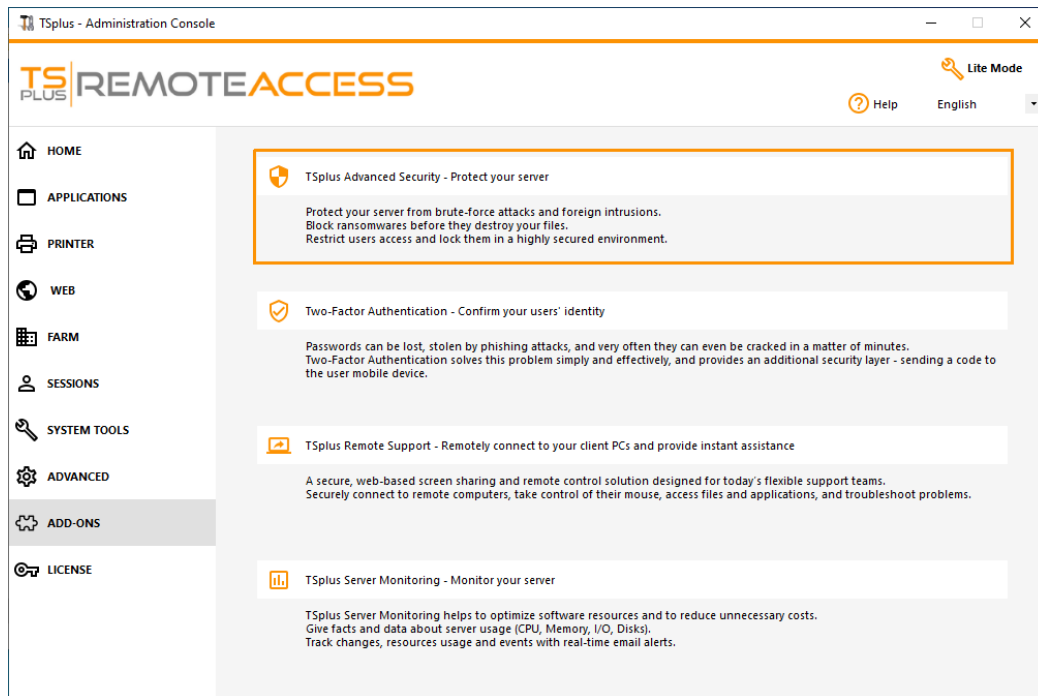 TSplus - Administration Console
TS PLUS REMOTEACCESS
Lite Mode
Help English
HOME
APPLICATIONS
PRINTER
WEB
FARM
SESSIONS
SYSTEM TOOLS
ADVANCED
ADD-ONS
LICENSE
TSplus Advanced Security - Protect your server
Protect your server from brute-force attacks and foreign intrusions.
Block ransomwares before they destroy your files.
Restrict users access and lock them in a highly secured environment.
Two-Factor Authentication - Confirm your users' identity
Passwords can be lost, stolen by phishing attacks, and very often they can even be cracked in a matter of minutes.
Two-Factor Authentication solves this problem simply and effectively, and provides an additional security layer - sending a code to
the user mobile device.
TSplus Remote Support - Remotely connect to your client PCs and provide instant assistance
A secure, web-based screen sharing and remote control solution designed for today's flexible support teams.
Securely connect to remote computers, take control of their mouse, access files and applications, and troubleshoot problems.
TSplus Server Monitoring - Monitor your server
TSplus Server Monitoring helps to optimize software resources and to reduce unnecessary costs.
Give facts and data about server usage (CPU, Memory, I/O, Disks).
Track changes, resources usage and events with real-time email alerts.